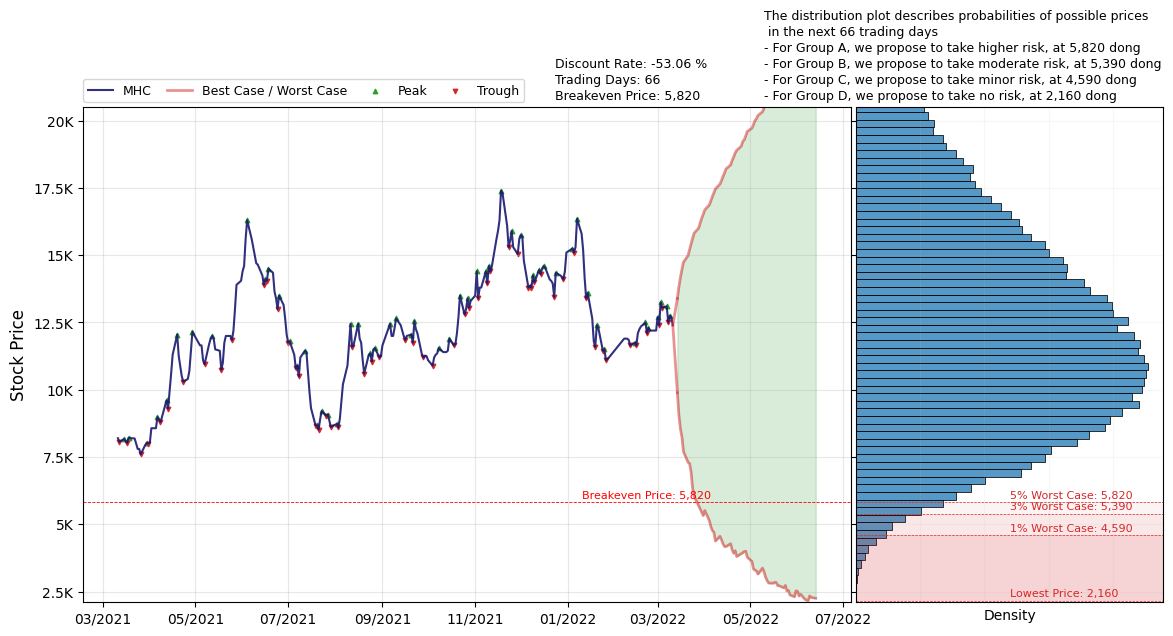 The distribution plot describes probabilities of possible prices
in the next 66 trading days
- For Group A, we propose to take higher risk, at 5,820 dong
- For Group B, we propose to take moderate risk, at 5,390 dong
- For Group C, we propose to take minor risk, at 4,590 dong
- For Group D, we propose to take no risk, at 2,160 dong
Discount Rate: -53.06 %
Trading Days: 66
Breakeven Price: 5,820
MHC Best Case / Worst Case Peak Trough
Stock Price
20K
17.5K
15K
12.5K
10K
7.5K
5K
2.5K
Breakeven Price: 5,820
5% Worst Case: 5,820
3% Worst Case: 5,390
1% Worst Case: 4,590
Lowest Price: 2,160
03/2021 05/2021 07/2021 09/2021 11/2021 01/2022 03/2022 05/2022 07/2022
Density